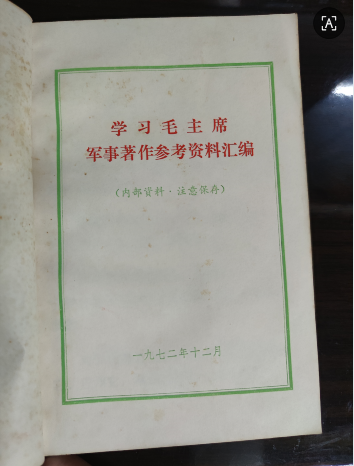 学习毛主席
军事著作参考资料汇编
（内部资料·注意保存）
一九七二年十二月